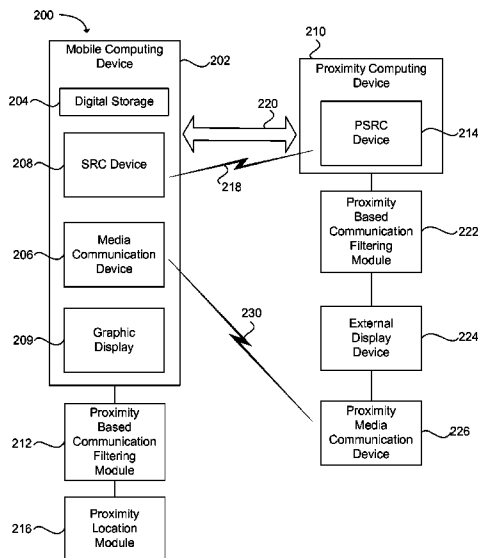 200
Mobile Computing
Device
202
204
Digital Storage
208
SRC Device
206
Media
Communication
Device
209
Graphic
Display
212
Proximity
Based
Communication
Filtering
Module
216
Proximity
Location
Module
220
218
230
210
Proximity Computing
Device
PSRC
Device
214
Proximity
Based
Communication
Filtering
Module
222
External
Display
Device
224
Proximity
Media
Communication
Device
226